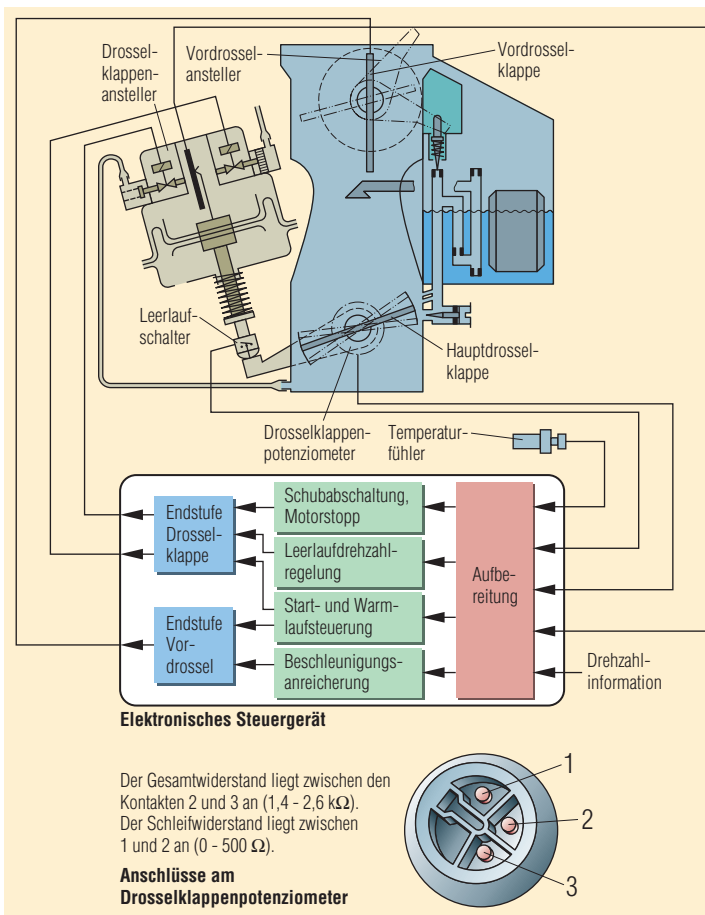 Drossel-
klappen-
ansteller
Vordrossel-
ansteller
Vordrossel-
klappe
Leerlauf-
schalter
Hauptdrossel-
klappe
Drosselklappen-
potenziometer
Temperatur-
fühler
Endstufe
Drossel-
klappe
Schubabschaltung,
Motorstopp
Leerlaufdrehzahl-
regelung
Start- und Warm-
laufsteuerung
Beschleunigungs-
anreicherung
Endstufe
Vor-
drossel
Aufbe-
reitung
Drehzahl-
information
Elektronisches Steuergerät
Der Gesamtwiderstand liegt zwischen den
Kontakten 2 und 3 an (1,4 - 2,6 kΩ).
Der Schleifwiderstand liegt zwischen
1 und 2 an (0 - 500 Ω).
Anschlüsse am
Drosselklappenpotenziometer
1
2
3